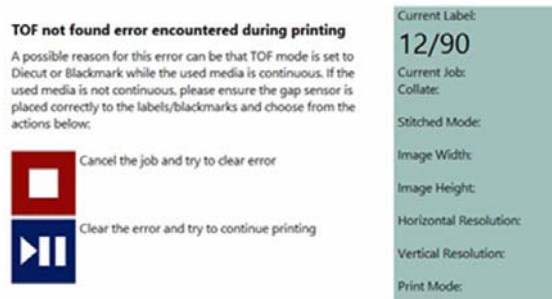 TOF not found error encountered during printing
A possible reason for this error can be that TOF mode is set to
Diecut or Blackmark while the used media is continuous. If the
used media is not continuous, please ensure the gap sensor is
placed correctly to the labels/blackmarks and choose from the
actions below:
Cancel the job and try to clear error
Clear the error and try to continue printing
Current Label:
12/90
Current Job:
Collate:
Stitched Mode:
Image Width:
Image Height:
Horizontal Resolution:
Vertical Resolution:
Print Mode: